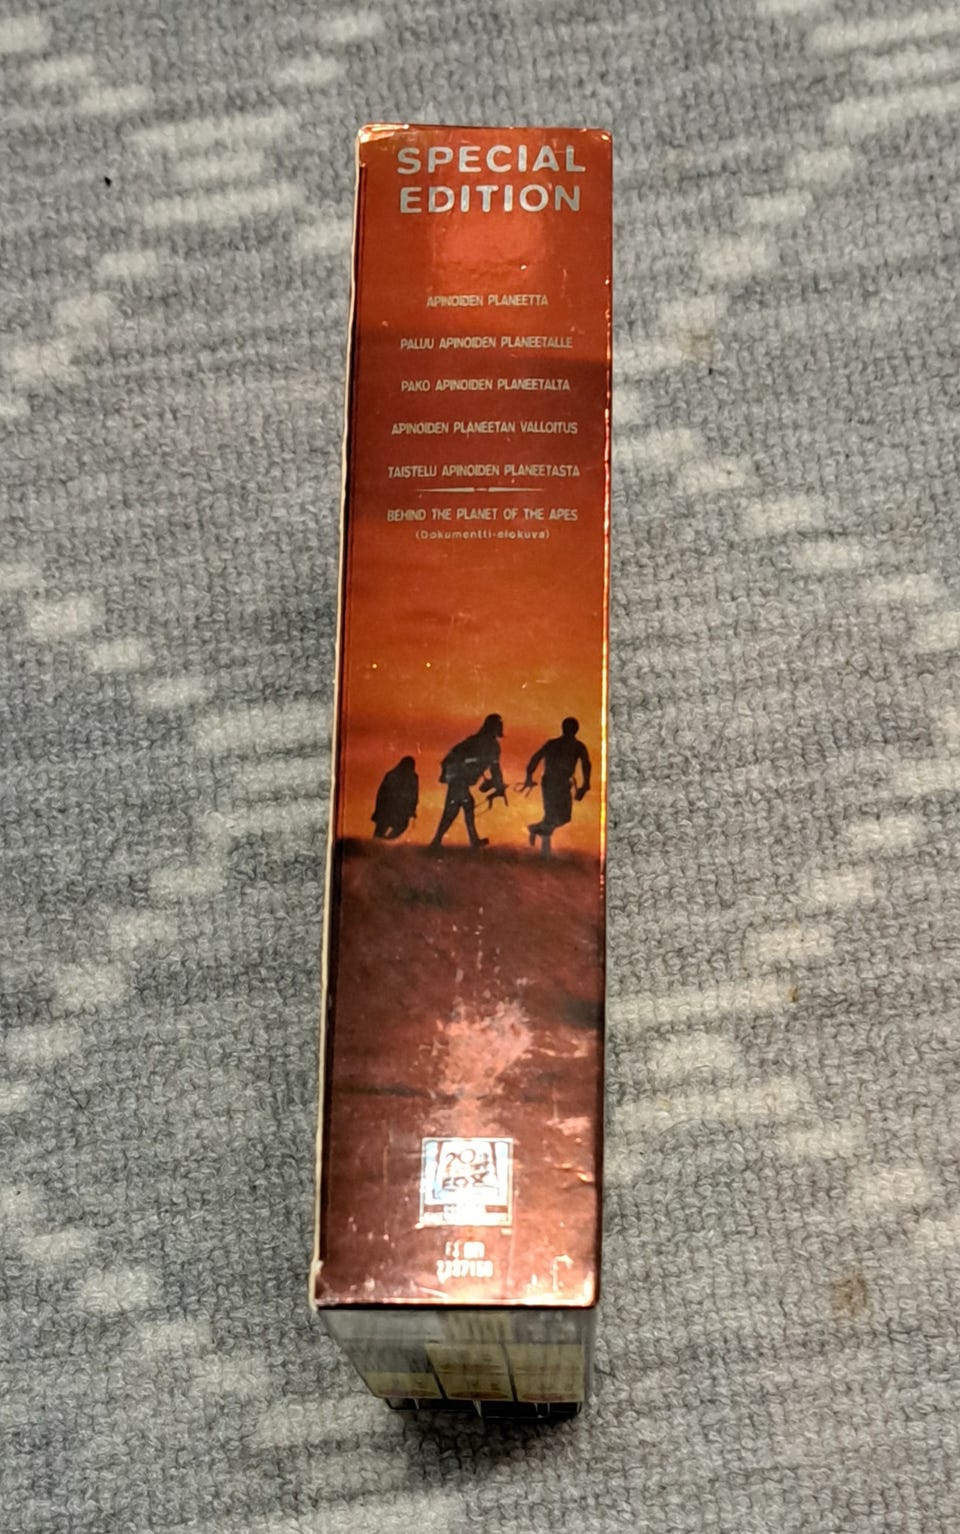 SPECIAL
EDITION
APINOIDEN PLANEETTA
PALUU APINOIDEN PLANEETALLE
PAKO APINOIDEN PLANEETALTA
APINOIDEN PLANEETAN VALLOITUS
TAISTELU APINOIDEN PLANEETASTA
BEHIND THE PLANET OF THE APES
(Dokumentti-elokuva)
20
FOX